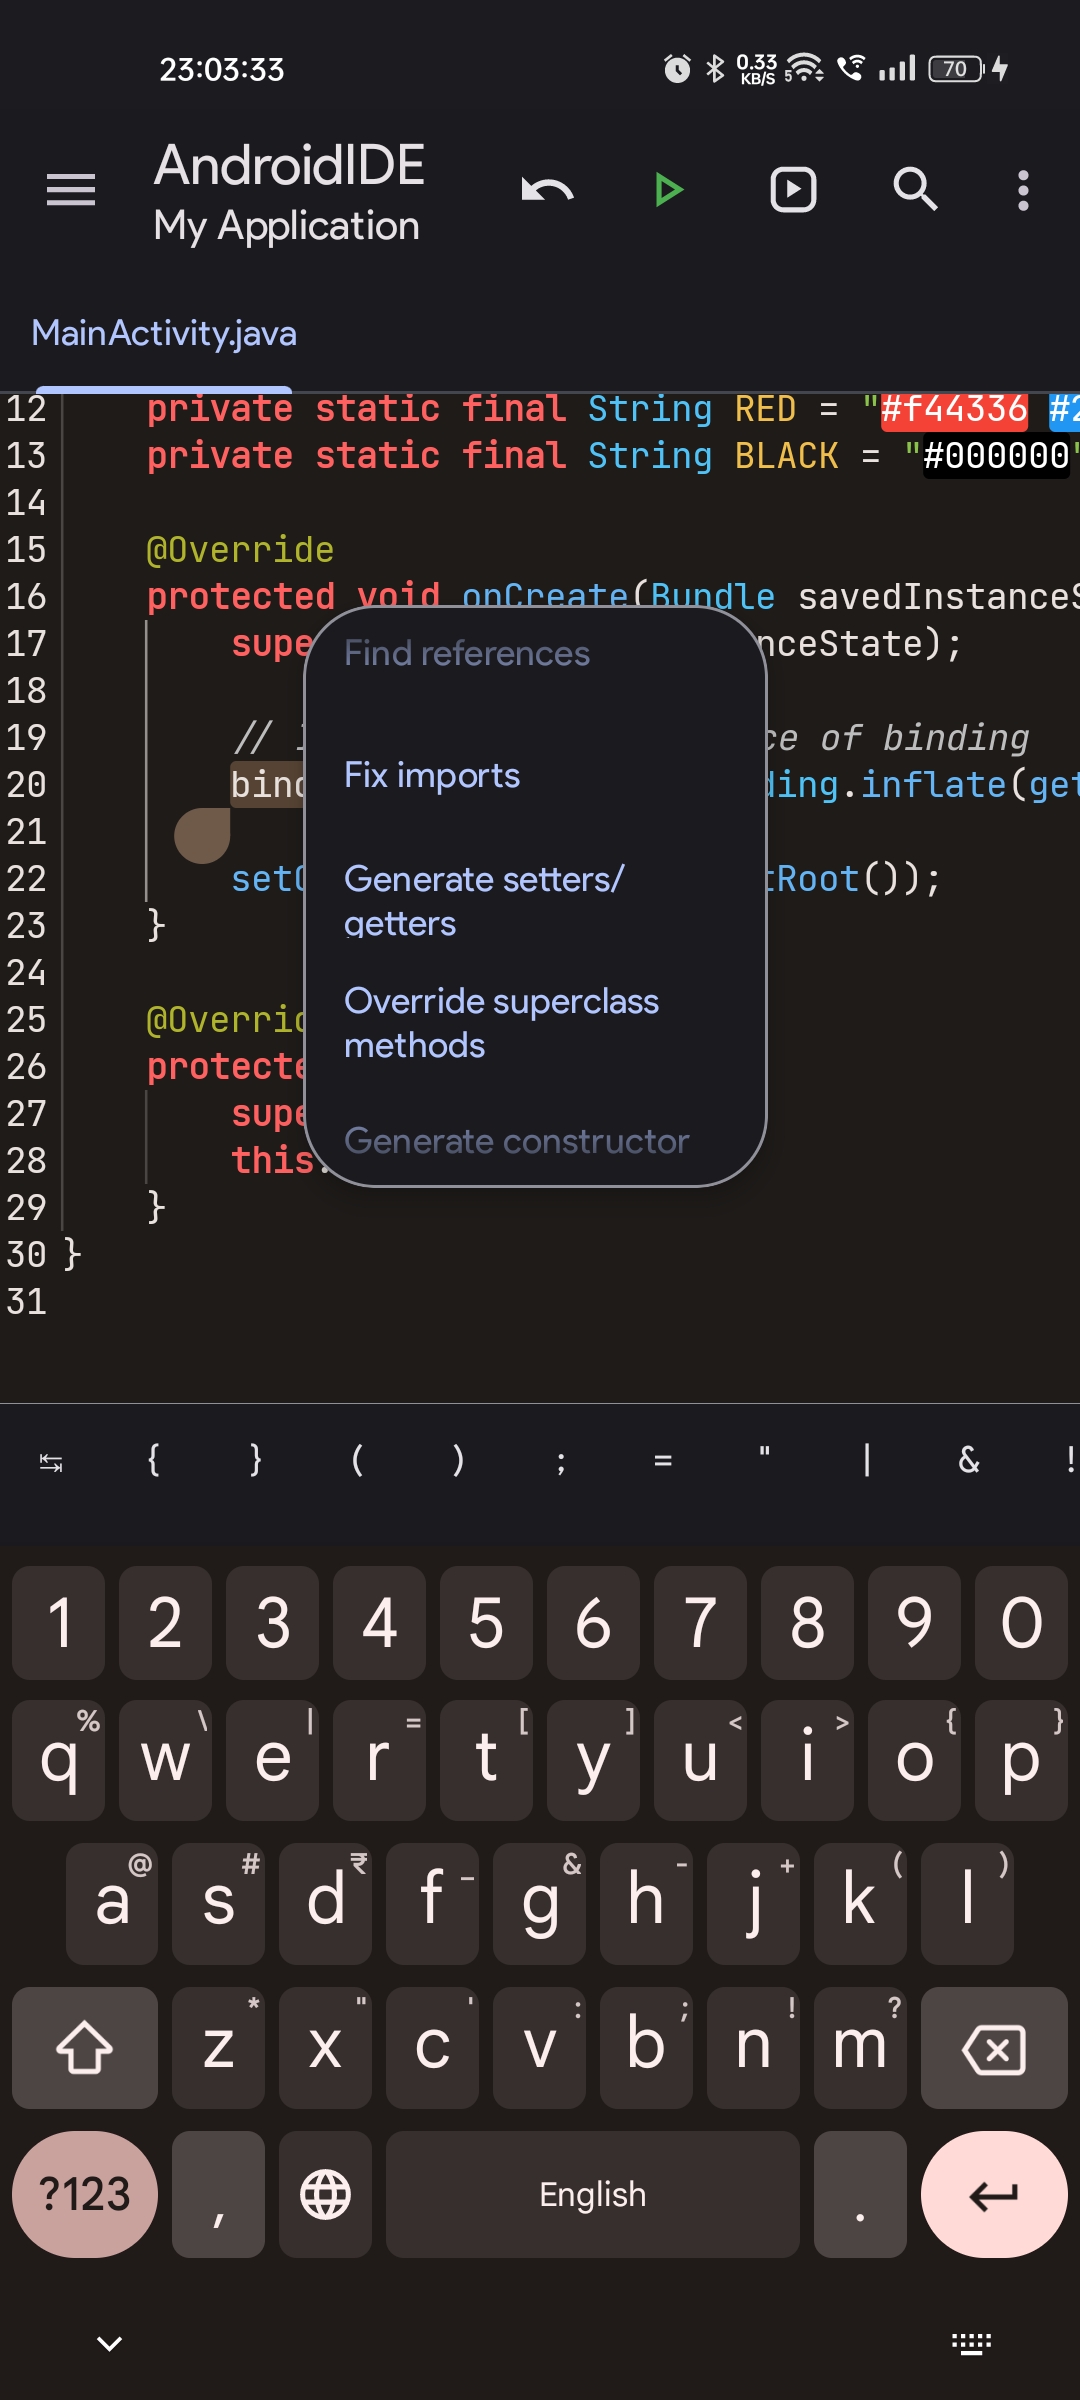 23:03:33
0.33
KB/S
5
70
AndroidIDE
My Application
MainActivity.java
12 private static final String RED = "#f44336 #2
13 private static final String BLACK = "#000000"
14
15 @Override
16 protected void onCreate(Bundle savedInstanceS
17 supe nceState);
18
19 // ce of binding
20 bind ding.inflate(get
21
22 setC tRoot());
23 }
24
25 @Overrid
26 protecte
27 supe
28 this.
29 }
30 }
31
Find references
Fix imports
Generate setters/
getters
Override superclass
methods
Generate constructor
{ } ( ) ; = " | & !
1 2 3 4 5 6 7 8 9 0
% \ | = [ ] < > { }
q w e r t y u i o p
@ # ₹ _ & - + ( )
a s d f g h j k l
* " ' : ; ! ?
z x c v b n m
?123 , English .